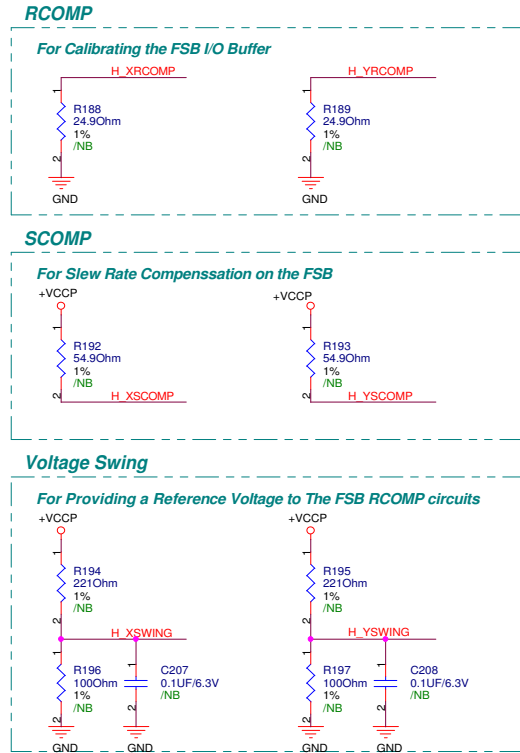 RCOMP
For Calibrating the FSB I/O Buffer
H_XRCOMP
1
R188
24.9Ohm
1%
/NB
2
GND
H_YRCOMP
1
R189
24.9Ohm
1%
/NB
2
GND
SCOMP
For Slew Rate Compenssation on the FSB
+VCCP
1
R192
54.9Ohm
1%
/NB
2
H_XSCOMP
+VCCP
1
R193
54.9Ohm
1%
/NB
2
H_YSCOMP
Voltage Swing
For Providing a Reference Voltage to The FSB RCOMP circuits
+VCCP
1
R194
221Ohm
1%
/NB
2
H_XSWING
1
R196
100Ohm
1%
/NB
2
GND
1
C207
0.1UF/6.3V
/NB
2
GND
+VCCP
1
R195
221Ohm
1%
/NB
2
H_YSWING
1
R197
100Ohm
1%
/NB
2
GND
1
C208
0.1UF/6.3V
/NB
2
GND